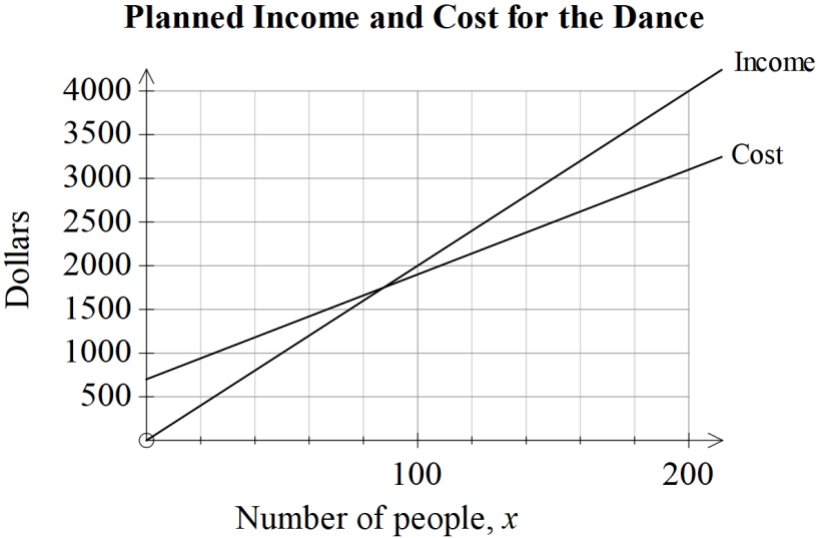 Planned Income and Cost for the Dance
Income
Cost
4000
3500
3000
2500
2000
1500
1000
500
Dollars
100
200
Number of people, x